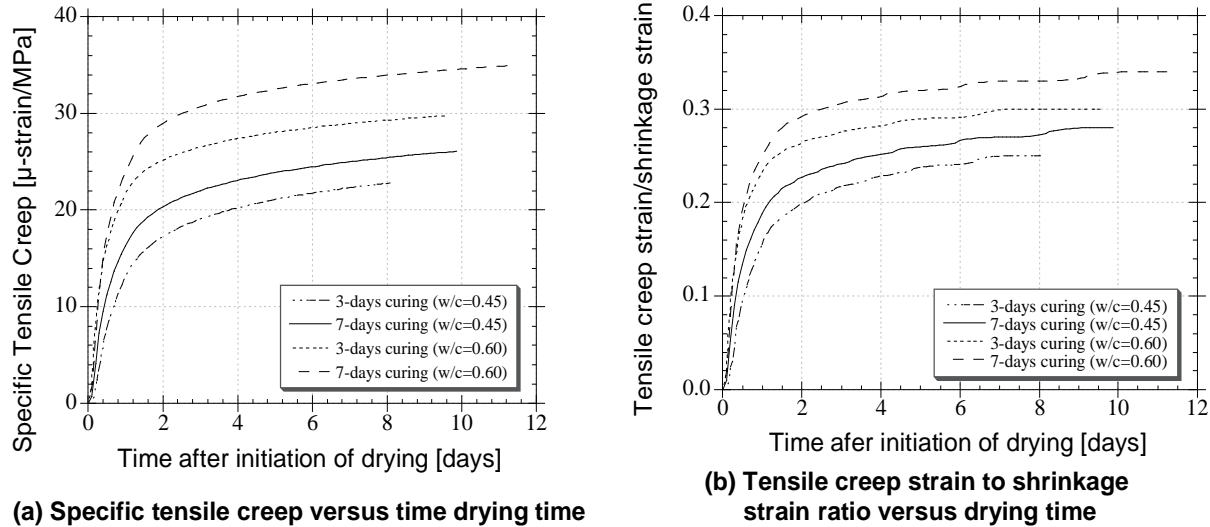 Specific Tensile Creep [µ-strain/MPa]
40
30
20
10
0
3-days curing (w/c=0.45)
7-days curing (w/c=0.45)
3-days curing (w/c=0.60)
7-days curing (w/c=0.60)
0 2 4 6 8 10 12
Time after initiation of drying [days]
(a) Specific tensile creep versus time drying time
Tensile creep strain/shrinkage strain
0.4
0.3
0.2
0.1
0.0
3-days curing (w/c=0.45)
7-days curing (w/c=0.45)
3-days curing (w/c=0.60)
7-days curing (w/c=0.60)
0 2 4 6 8 10 12
Time afer initiation of drying [days]
(b) Tensile creep strain to shrinkage
strain ratio versus drying time